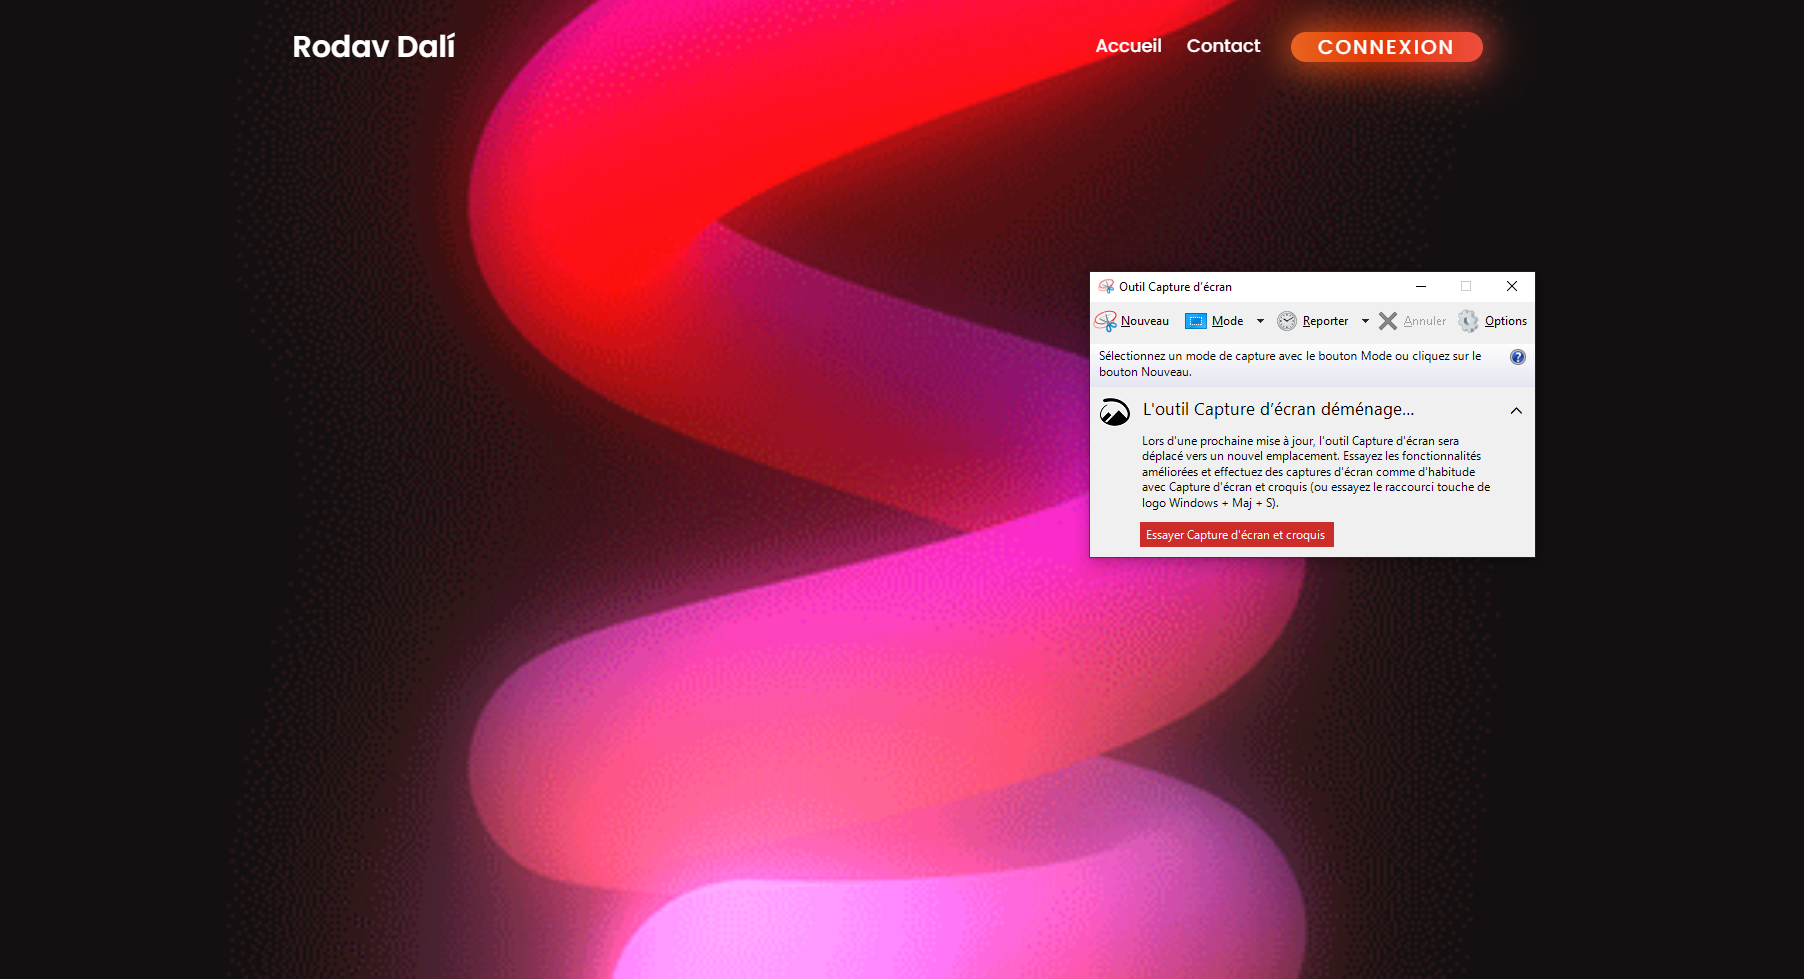 Rodav Dalí
Accueil Contact CONNEXION
Outil Capture d'écran
Nouveau Mode Reporter Annuler Options
Sélectionnez un mode de capture avec le bouton Mode ou cliquez sur le
bouton Nouveau.
L'outil Capture d'écran déménage...
Lors d'une prochaine mise à jour, l'outil Capture d'écran sera
déplacé vers un nouvel emplacement. Essayez les fonctionnalités
améliorées et effectuez des captures d'écran comme d'habitude
avec Capture d'écran et croquis (ou essayez le raccourci touche de
logo Windows + Maj + S).
Essayer Capture d'écran et croquis